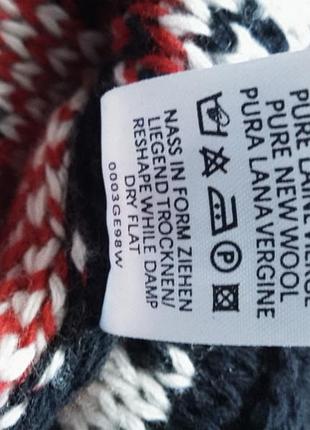 PURE LAINE VIERGE
PURE NEW WOOL
PURA LANA VERGINE
P
NASS IN FORM ZIEHEN
LIEGEND TROCKNEN/
RESHAPE WHILE DAMP
DRY FLAT
0003GE98W